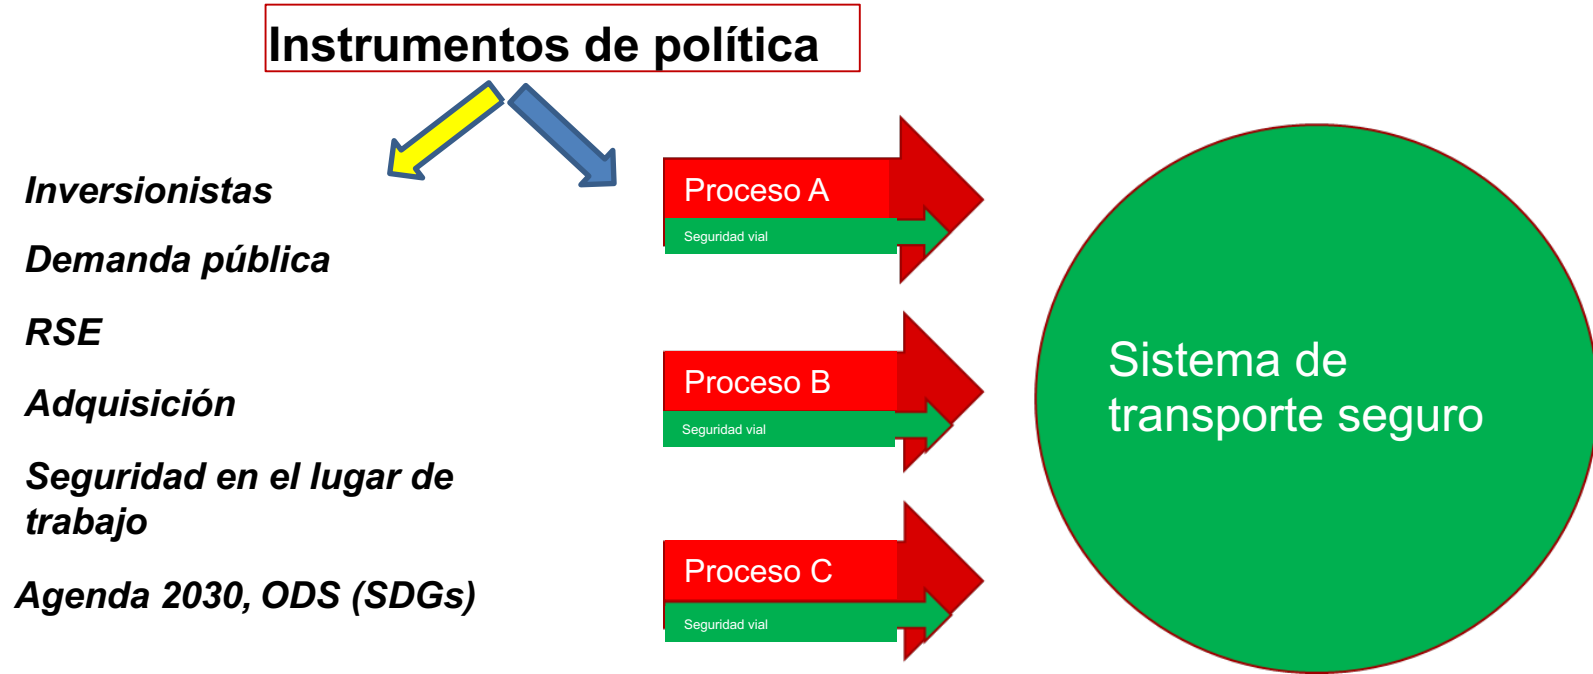 Instrumentos de política
Inversionistas
Demanda pública
RSE
Adquisición
Seguridad en el lugar de
trabajo
Agenda 2030, ODS (SDGs)
Proceso A
Seguridad vial
Proceso B
Seguridad vial
Proceso C
Seguridad vial
Sistema de
transporte seguro